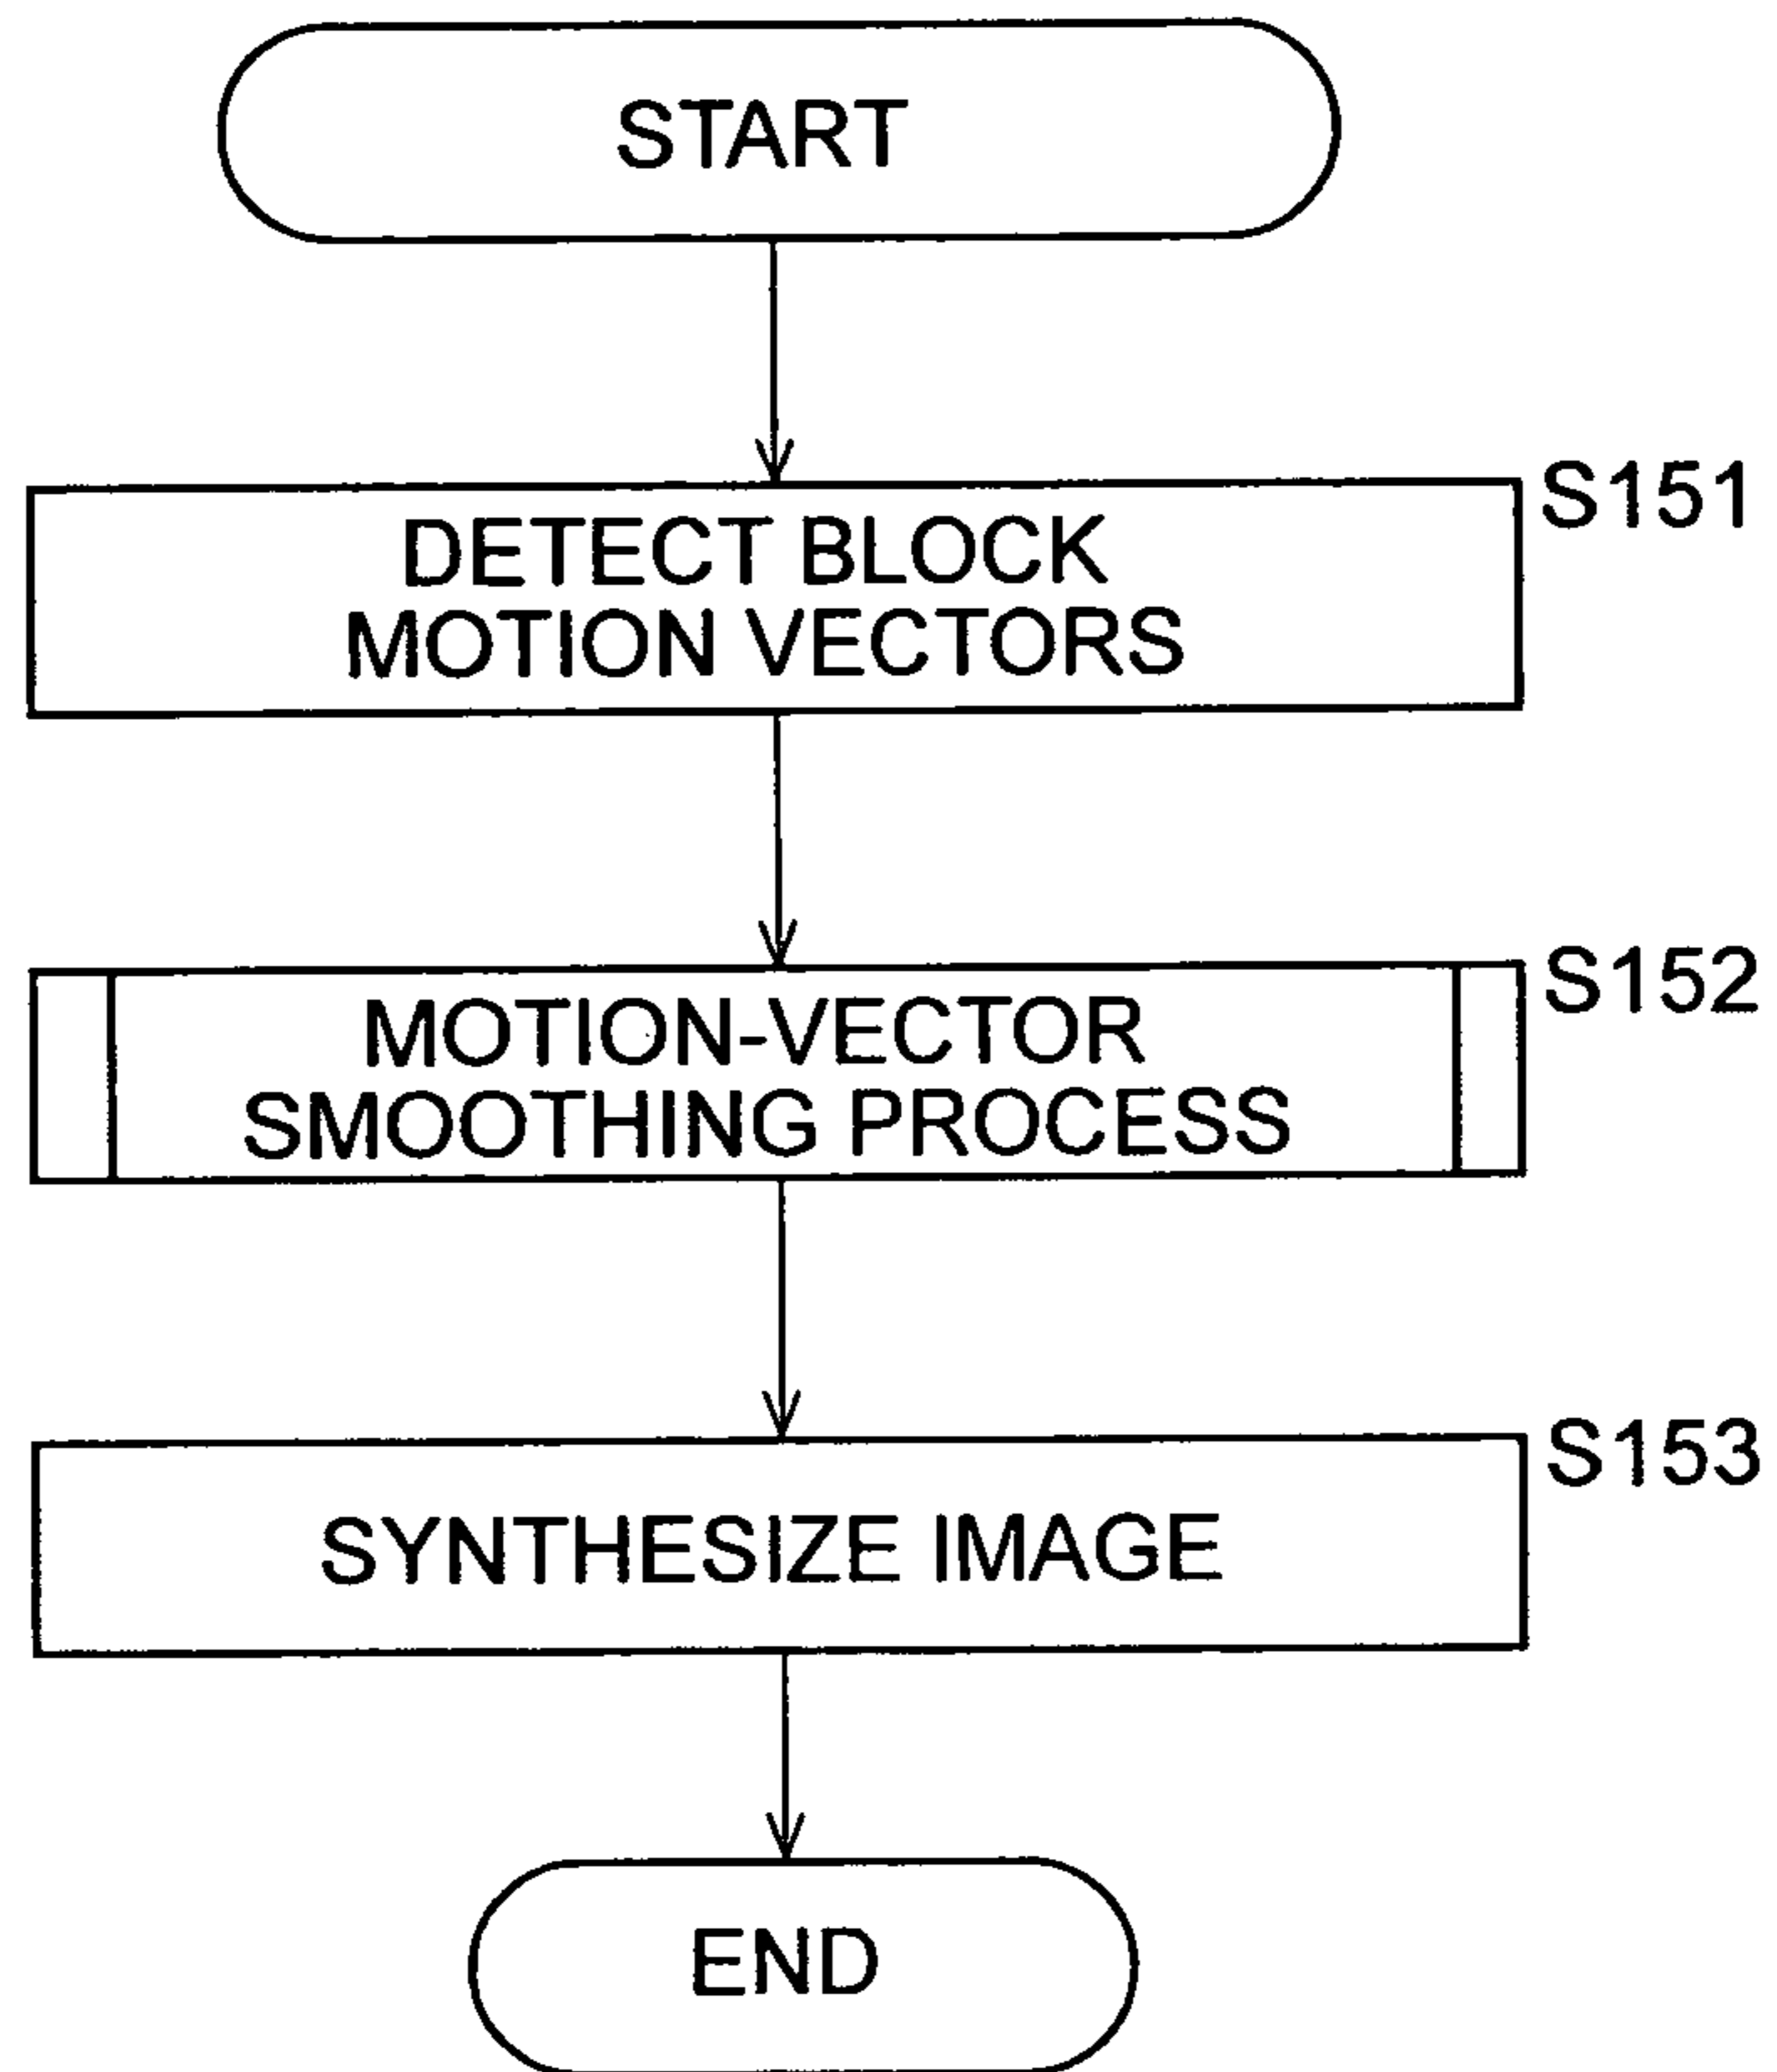 START
S151
DETECT BLOCK
MOTION VECTORS
S152
MOTION-VECTOR
SMOOTHING PROCESS
S153
SYNTHESIZE IMAGE
END